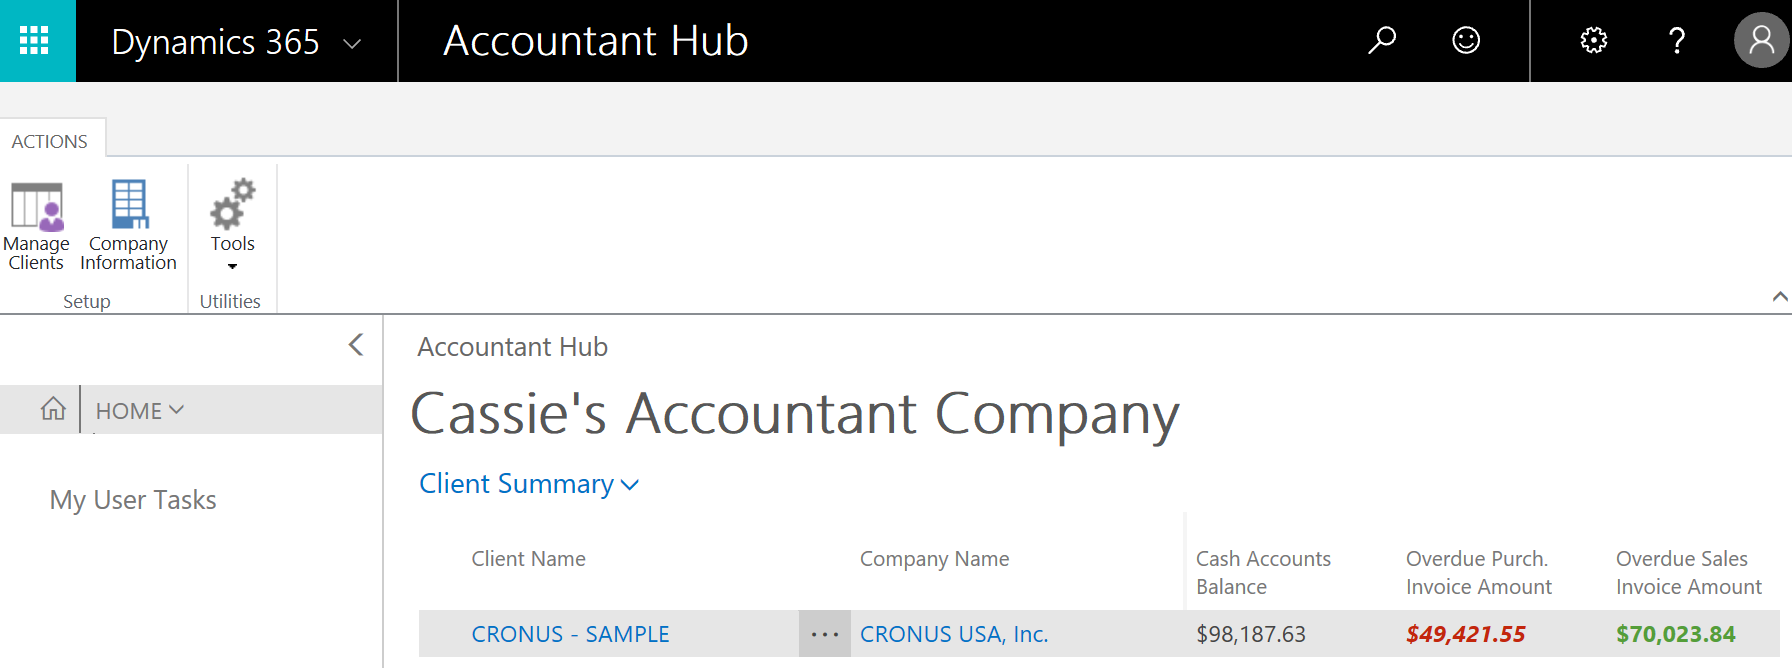 Dynamics 365
Accountant Hub
ACTIONS
Manage Clients
Company Information
Tools
Setup
Utilities
HOME
My User Tasks
Accountant Hub
Cassie's Accountant Company
Client Summary
Client Name Company Name Cash Accounts Balance Overdue Purch. Invoice Amount Overdue Sales Invoice Amount
CRONUS - SAMPLE ... CRONUS USA, Inc. $98,187.63 $49,421.55 $70,023.84